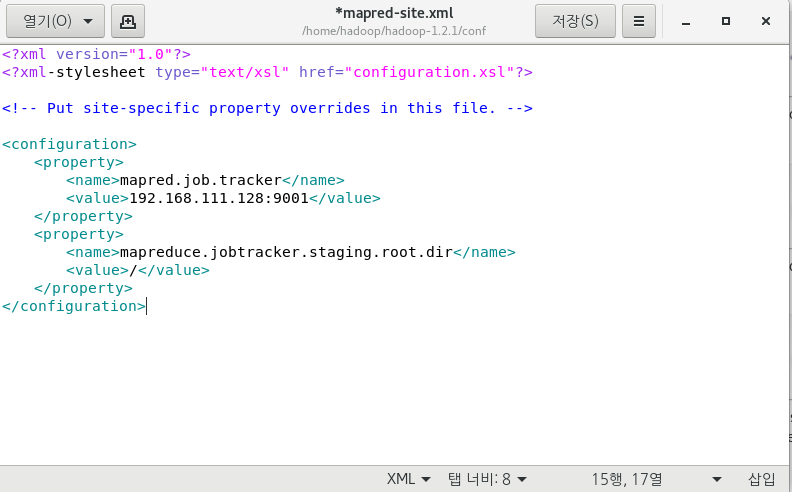 열기(O)
*mapred-site.xml
/home/hadoop/hadoop-1.2.1/conf
저장(S)
<?xml version="1.0"?>
<?xml-stylesheet type="text/xsl" href="configuration.xsl"?>
<!-- Put site-specific property overrides in this file. -->
<configuration>
<property>
<name>mapred.job.tracker</name>
<value>192.168.111.128:9001</value>
</property>
<property>
<name>mapreduce.jobtracker.staging.root.dir</name>
<value>/</value>
</property>
</configuration>
XML 탭 너비: 8 15행, 17열 삽입